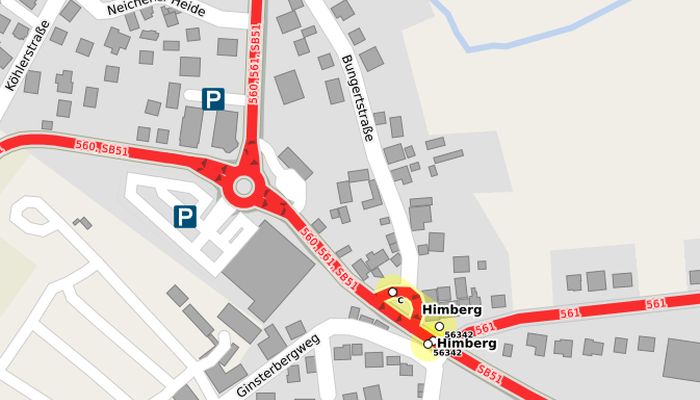 Neichener Heide
Köhlerstraße
560,561,SB51
Bungertstraße
P
560,SB51
P
560,561,SB51
c
Himberg
56342
561
561
561
Himberg
56342
Ginsterbergweg
SB51